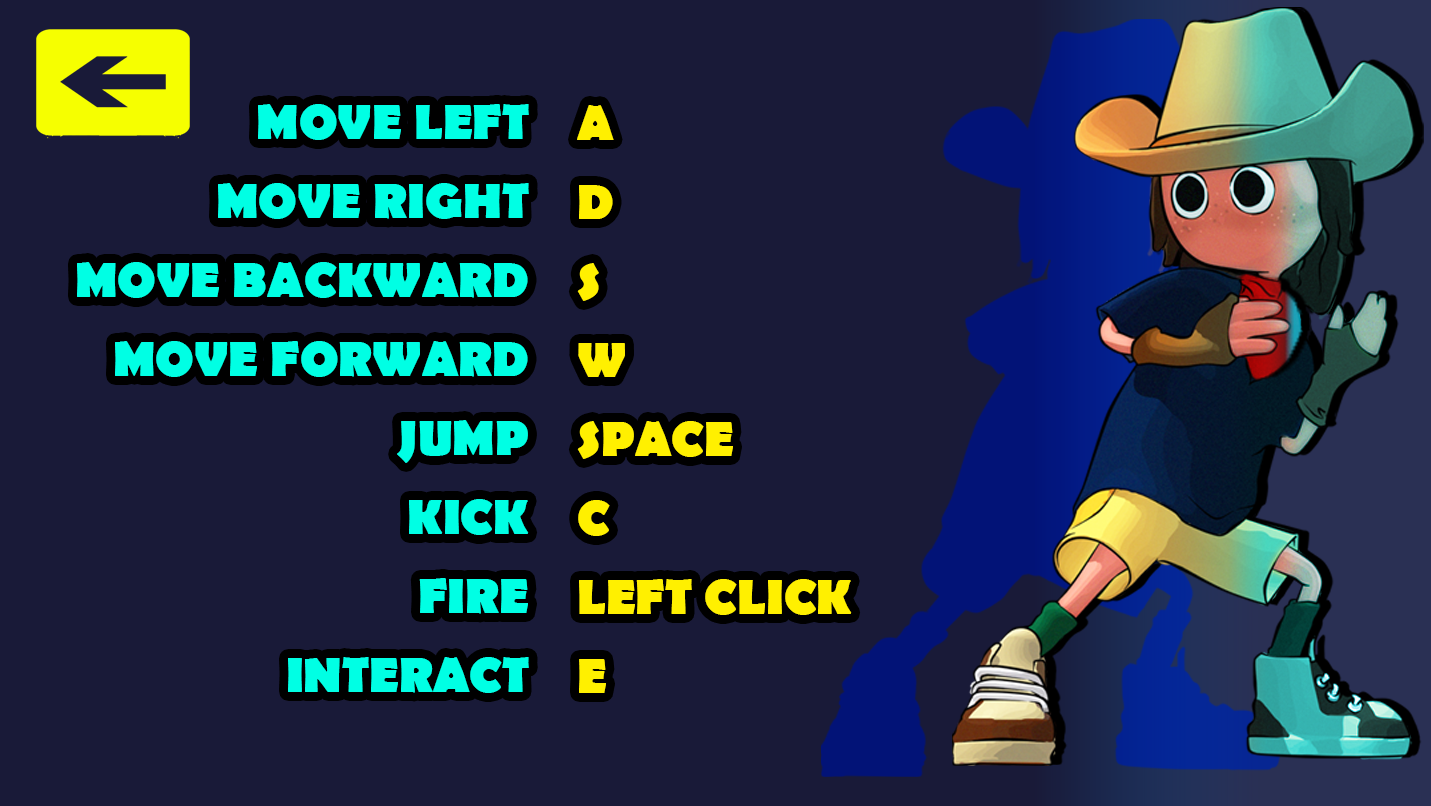 MOVE LEFT A
MOVE RIGHT D
MOVE BACKWARD S
MOVE FORWARD W
JUMP SPACE
KICK C
FIRE LEFT CLICK
INTERACT E